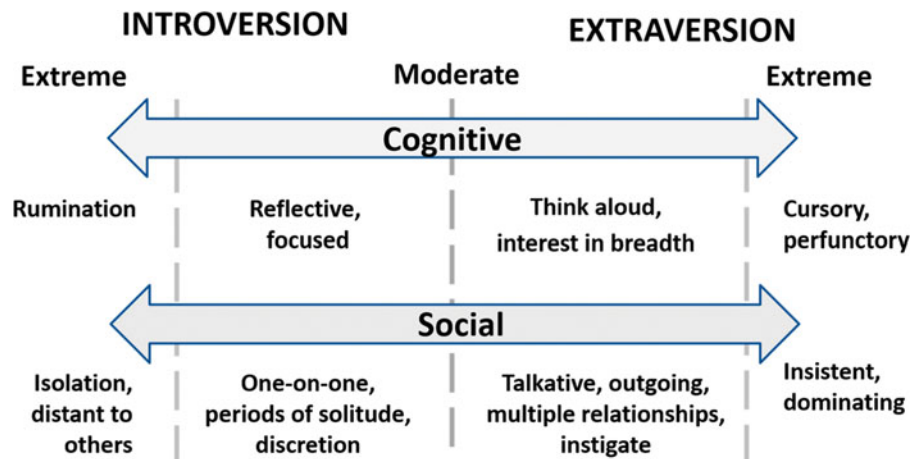 INTROVERSION
EXTRAVERSION
Extreme
Moderate
Extreme
Cognitive
Rumination
Reflective,
focused
Think aloud,
interest in breadth
Cursory,
perfunctory
Social
Isolation,
distant to
others
One-on-one,
periods of solitude,
discretion
Talkative, outgoing,
multiple relationships,
instigate
Insistent,
dominating